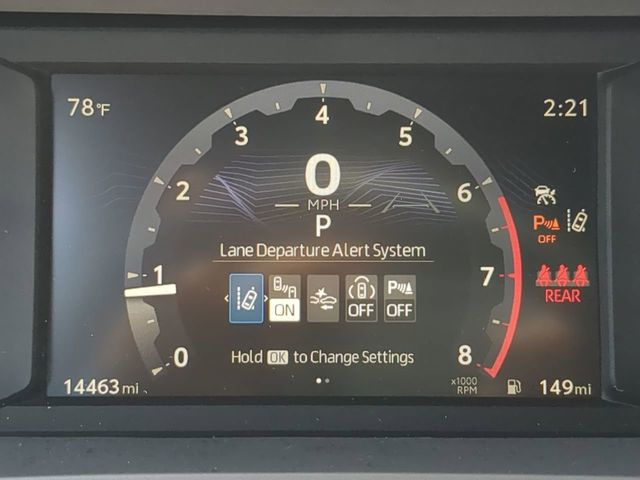 78°F
2:21
4
3
5
2
6
0
MPH
P
Lane Departure Alert System
P
OFF
1
7
ON
OFF
P
OFF
REAR
0
Hold OK to Change Settings
8
14463 mi
x1000
RPM
149 mi